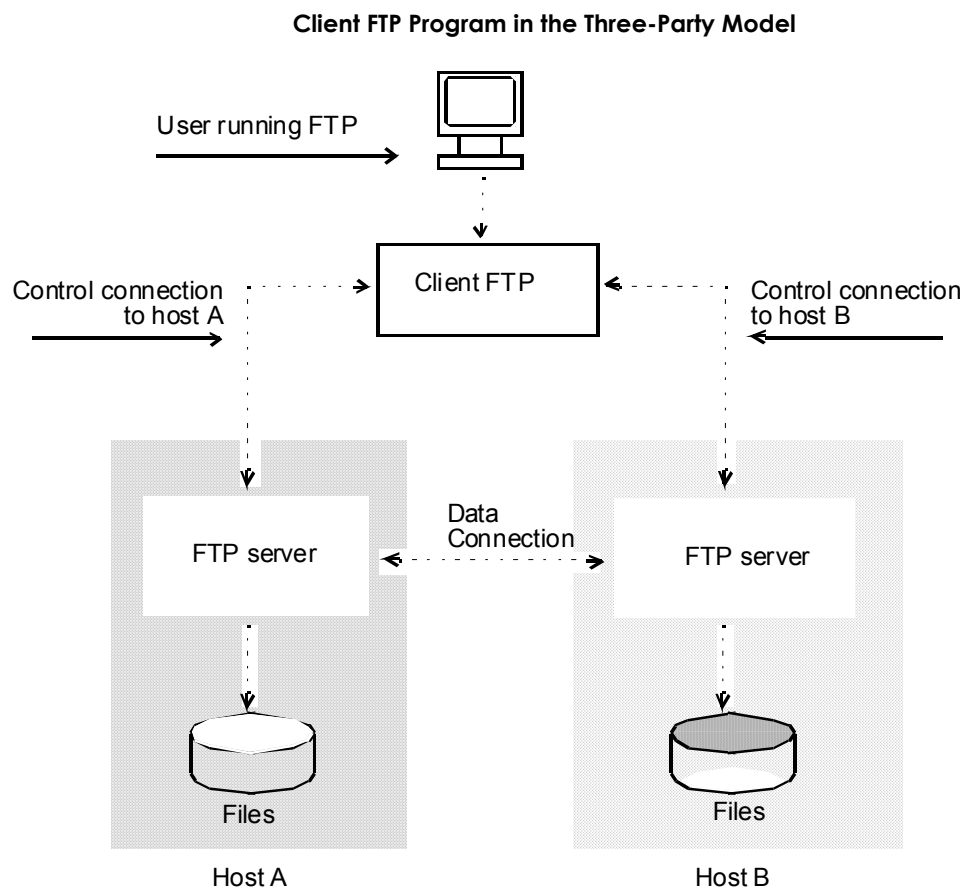 Client FTP Program in the Three-Party Model
User running FTP
Client FTP
Control connection
to host A
Control connection
to host B
Data
Connection
FTP server
FTP server
Files
Files
Host A
Host B